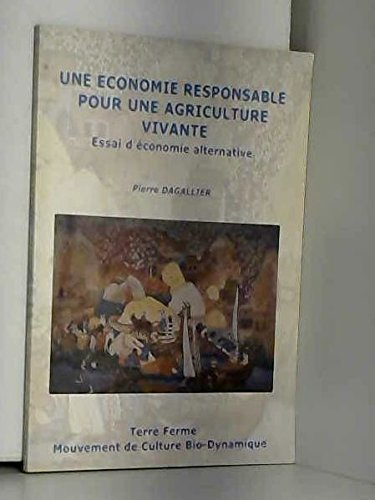 UNE ECONOMIE RESPONSABLE
POUR UNE AGRICULTURE
VIVANTE
Essai d'économie alternative
Pierre DAGALLIER
Terre Ferme
Mouvement de Culture Bio-Dynamique